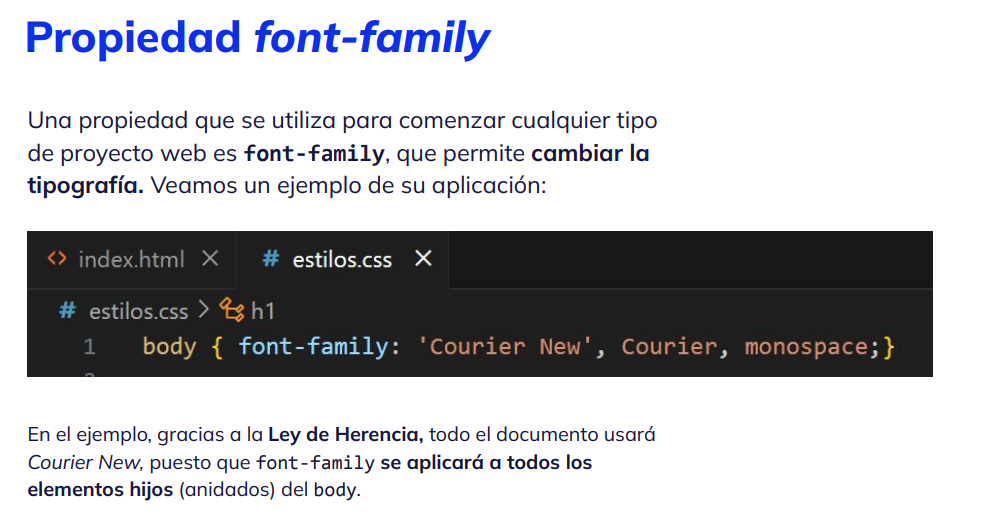 Propiedad font-family
Una propiedad que se utiliza para comenzar cualquier tipo
de proyecto web es font-family, que permite cambiar la
tipografía. Veamos un ejemplo de su aplicación:
<> index.html × # estilos.css ×
# estilos.css > h1
1 body { font-family: 'Courier New', Courier, monospace;}
En el ejemplo, gracias a la Ley de Herencia, todo el documento usará
Courier New, puesto que font-family se aplicará a todos los
elementos hijos (anidados) del body.